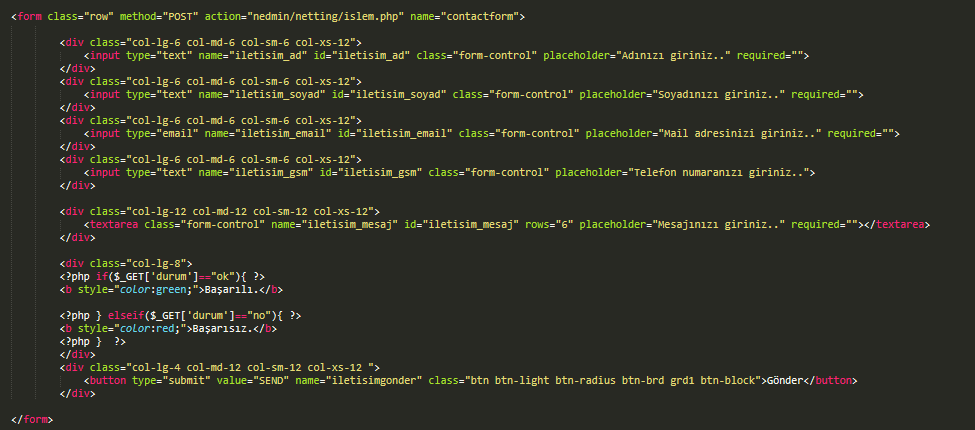 <form class="row" method="POST" action="nedmin/netting/islem.php" name="contactform">
<div class="col-lg-6 col-md-6 col-sm-6 col-xs-12">
<input type="text" name="iletisim_ad" id="iletisim_ad" class="form-control" placeholder="Adınızı giriniz.." required="">
</div>
<div class="col-lg-6 col-md-6 col-sm-6 col-xs-12">
<input type="text" name="iletisim_soyad" id="iletisim_soyad" class="form-control" placeholder="Soyadınızı giriniz.." required="">
</div>
<div class="col-lg-6 col-md-6 col-sm-6 col-xs-12">
<input type="email" name="iletisim_email" id="iletisim_email" class="form-control" placeholder="Mail adresinizi giriniz.." required="">
</div>
<div class="col-lg-6 col-md-6 col-sm-6 col-xs-12">
<input type="text" name="iletisim_gsm" id="iletisim_gsm" class="form-control" placeholder="Telefon numaranızı giriniz..">
</div>
<div class="col-lg-12 col-md-12 col-sm-12 col-xs-12">
<textarea class="form-control" name="iletisim_mesaj" id="iletisim_mesaj" rows="6" placeholder="Mesajınızı giriniz.." required=""></textarea>
</div>
<div class="col-lg-8">
<?php if($_GET['durum']=="ok"){ ?>
<b style="color:green;">Başarılı.</b>
<?php } elseif($_GET['durum']=="no"){ ?>
<b style="color:red;">Başarısız.</b>
<?php }  ?>
</div>
<div class="col-lg-4 col-md-12 col-sm-12 col-xs-12 ">
<button type="submit" value="SEND" name="iletisimgonder" class="btn btn-light btn-radius btn-brd grd1 btn-block">Gönder</button>
</div>
</form>